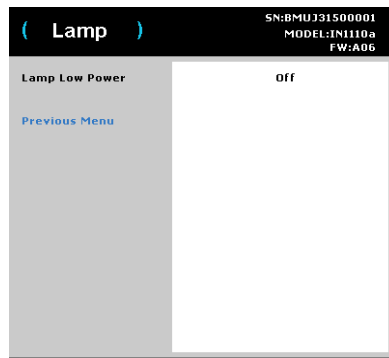 ( Lamp )
SN:BMUJ31500001
MODEL:IN1110a
FW:A06
Lamp Low Power
Off
Previous Menu